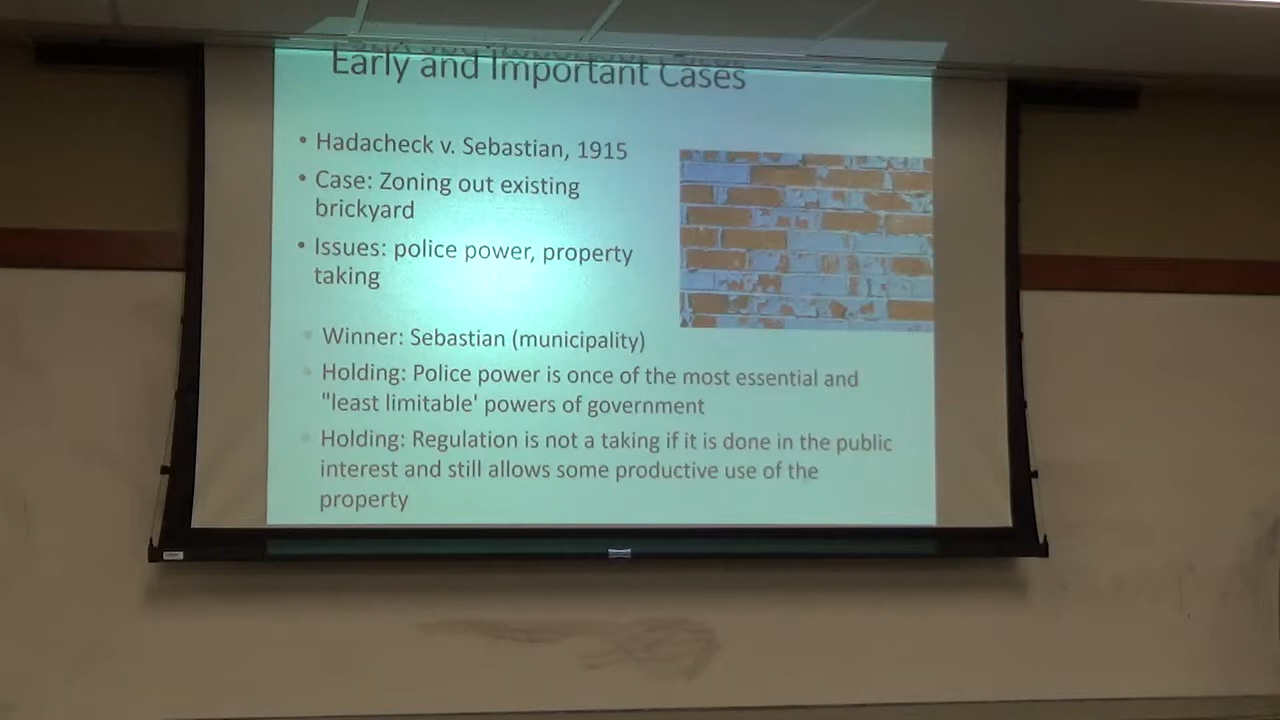 Early and Important Cases
• Hadacheck v. Sebastian, 1915
• Case: Zoning out existing
brickyard
• Issues: police power, property
taking
• Winner: Sebastian (municipality)
• Holding: Police power is once of the most essential and
"least limitable' powers of government
• Holding: Regulation is not a taking if it is done in the public
interest and still allows some productive use of the
property